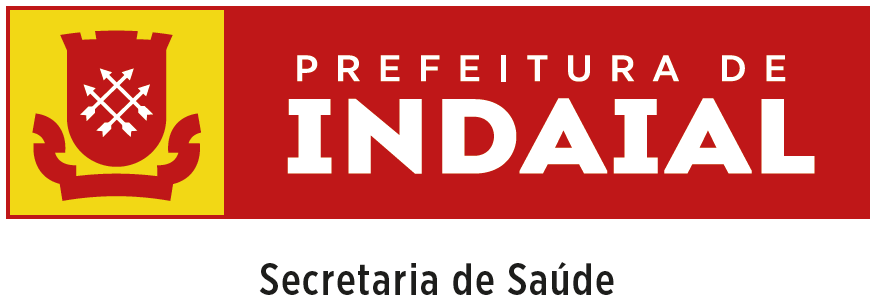 PREFEITURA DE
INDAIAL
Secretaria de Saúde